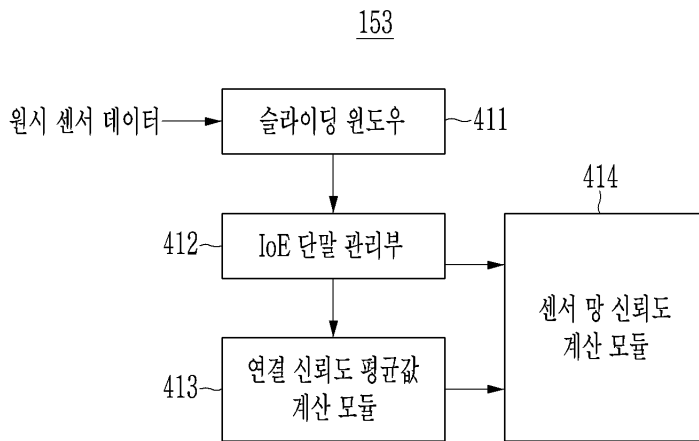 153
원시 센서 데이터
슬라이딩 윈도우
411
414
412
IoE 단말 관리부
센서 망 신뢰도
계산 모듈
413
연결 신뢰도 평균값
계산 모듈